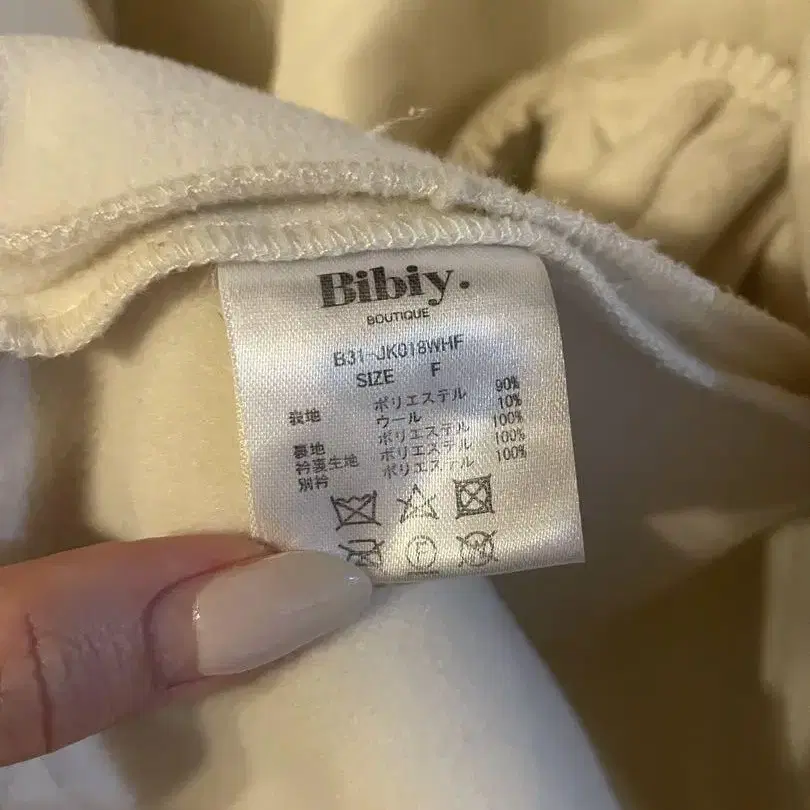 Bibiy.
BOUTIQUE
B31-JK018WHF
SIZE F
表地 ポリエステル 90%
ウール 10%
裏地 ポリエステル 100%
衿裏生地 ポリエステル 100%
別衿 ポリエステル 100%
F